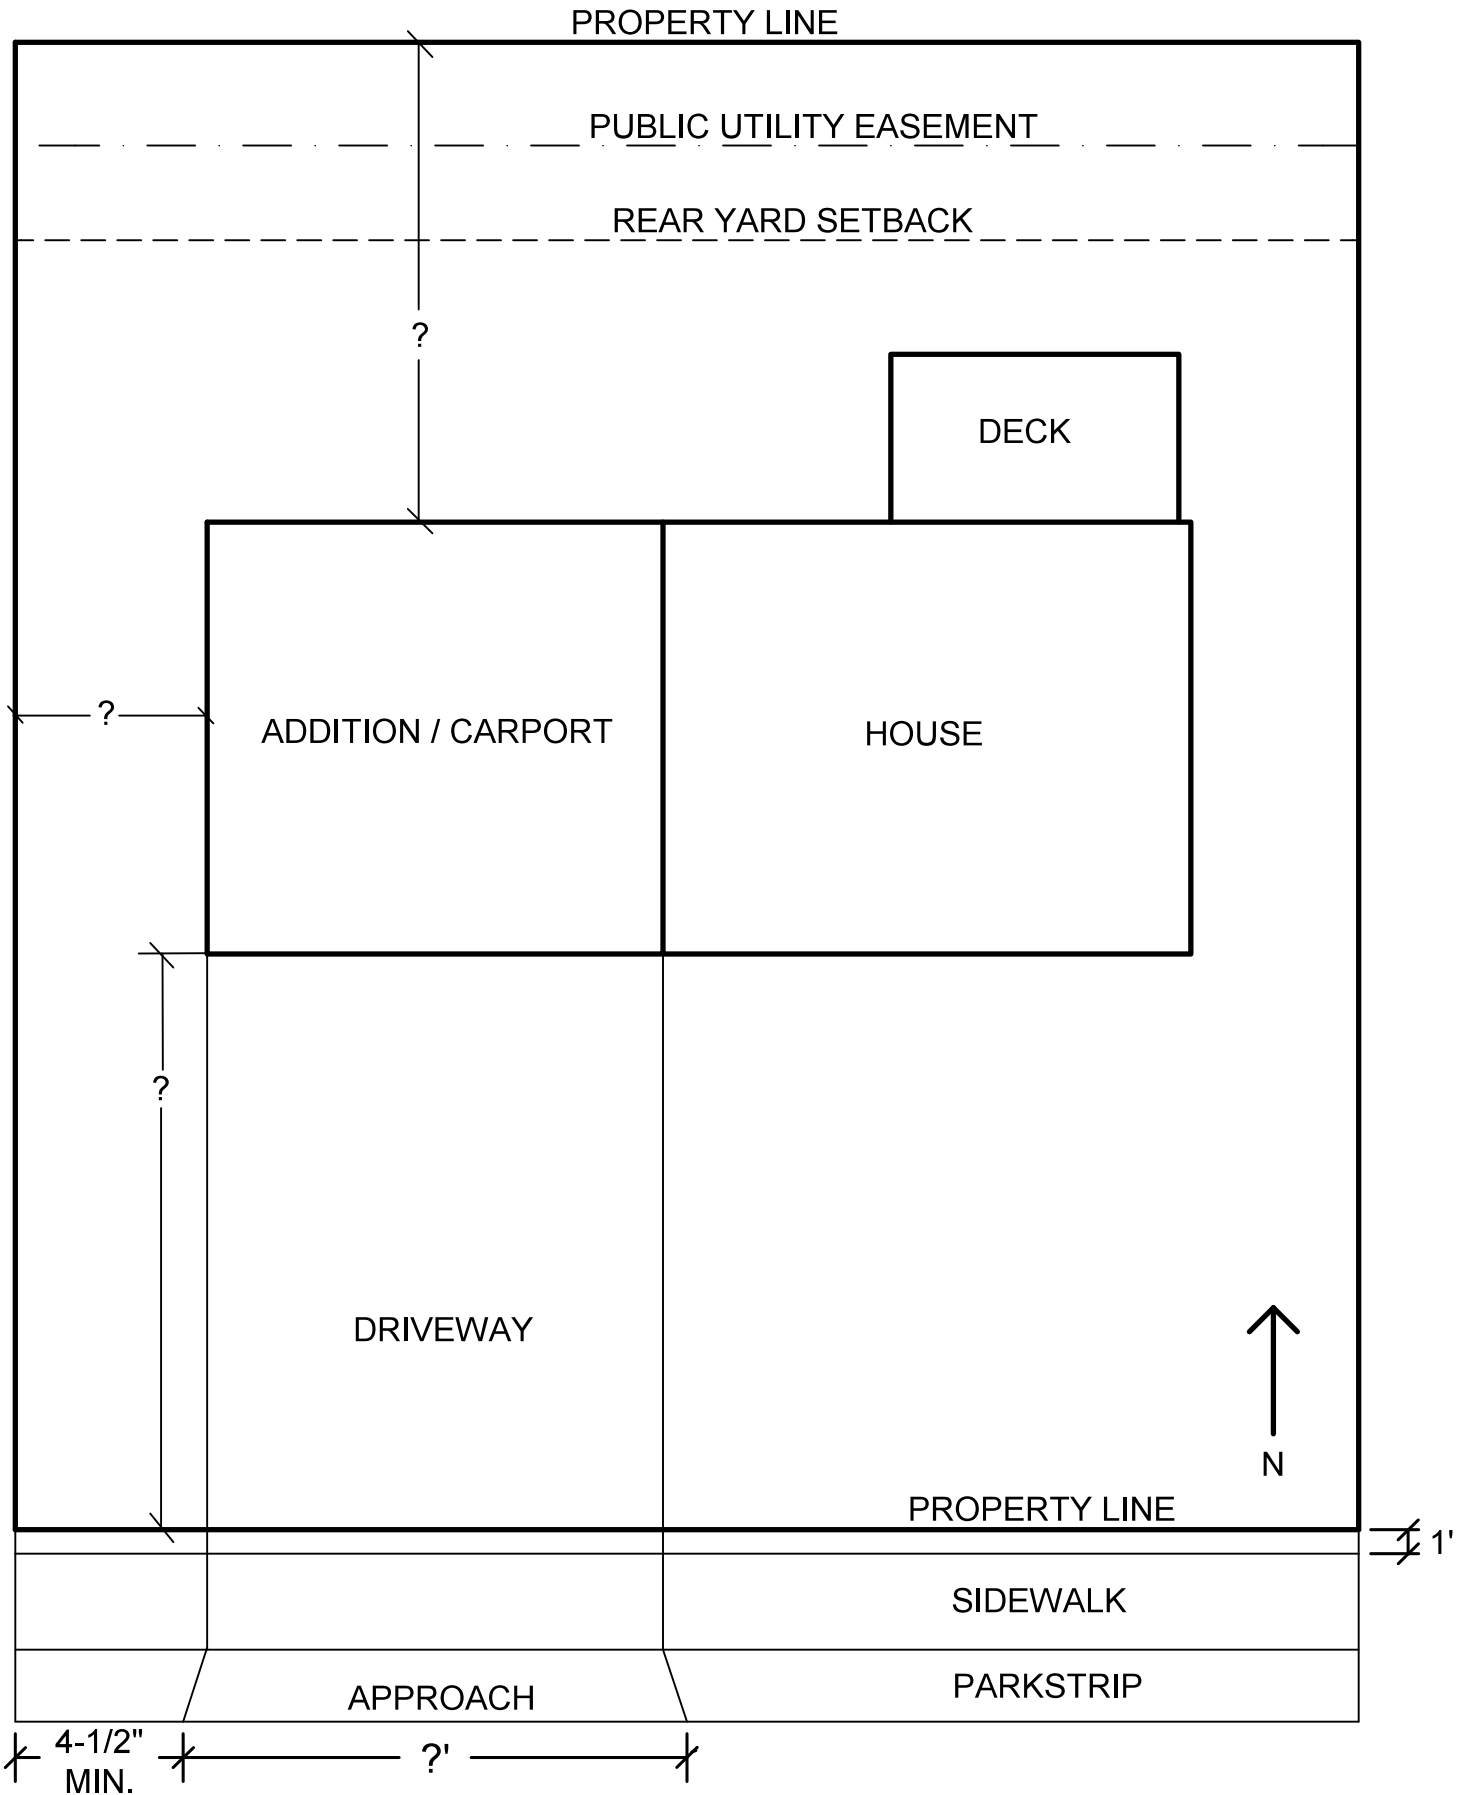 PROPERTY LINE
PUBLIC UTILITY EASEMENT
REAR YARD SETBACK
?
DECK
?
ADDITION / CARPORT
HOUSE
?
DRIVEWAY
N
PROPERTY LINE
1'
SIDEWALK
PARKSTRIP
APPROACH
4-1/2"
MIN.
?'